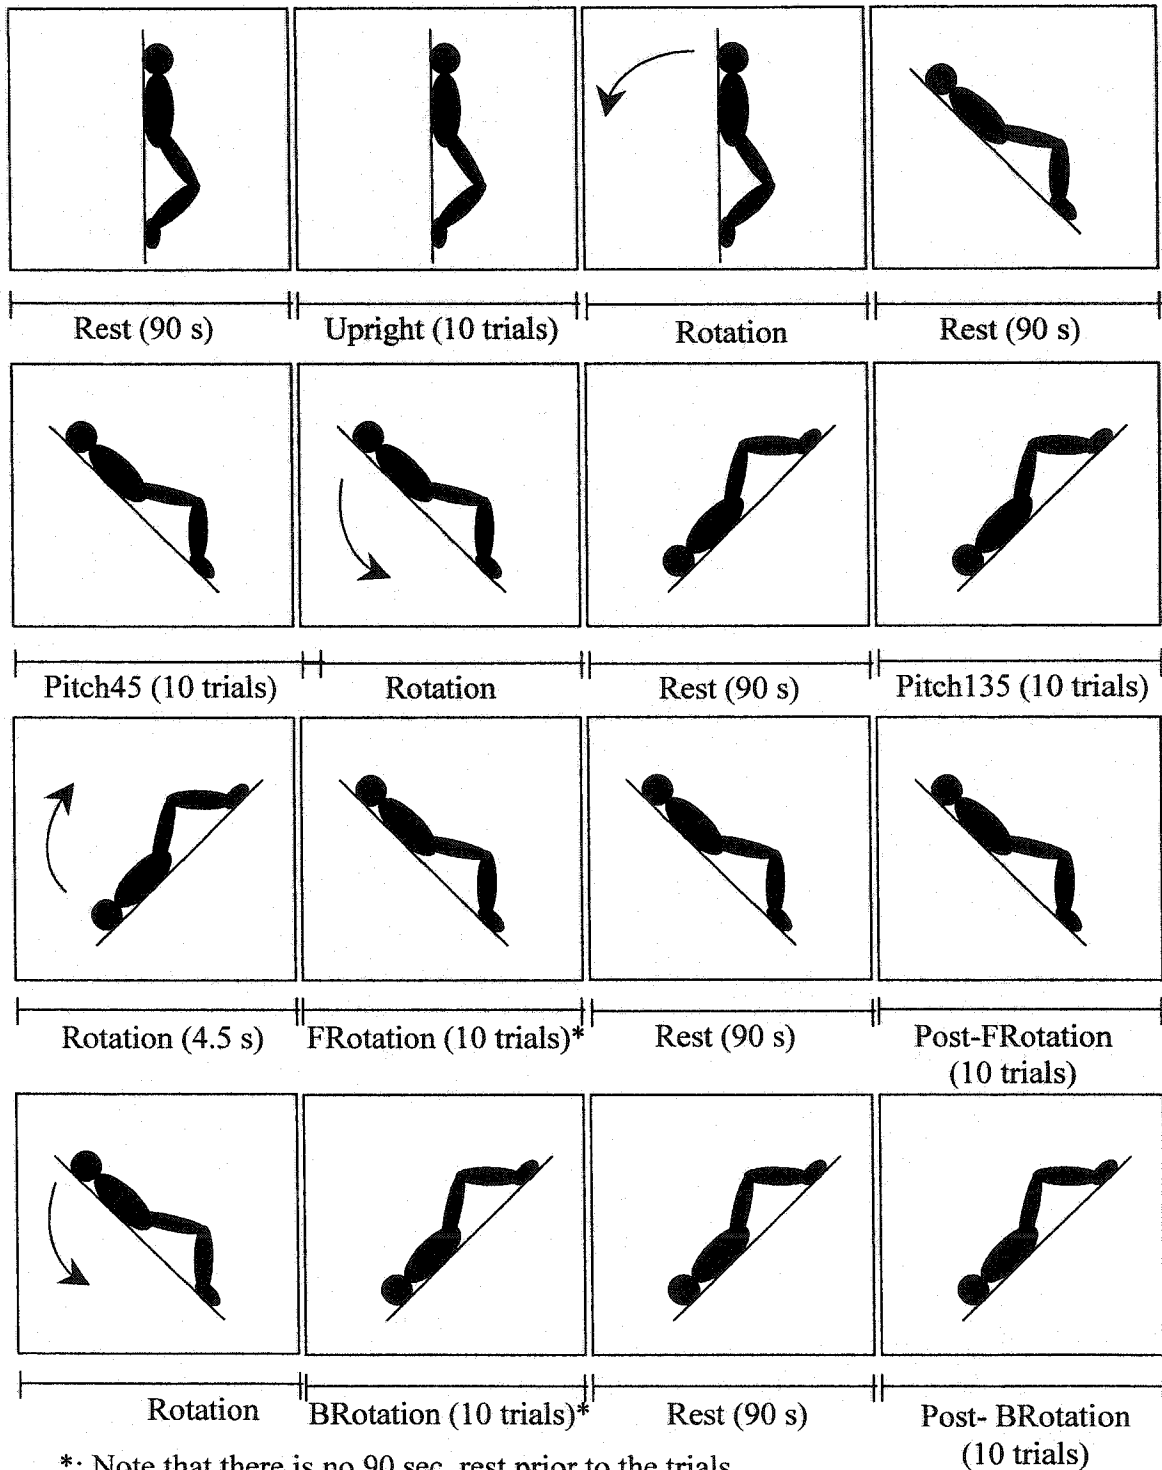 Rest (90 s)
Upright (10 trials)
Rotation
Rest (90 s)
Pitch45 (10 trials)
Rotation
Rest (90 s)
Pitch135 (10 trials)
Rotation (4.5 s)
FRotation (10 trials)*
Rest (90 s)
Post-FRotation
(10 trials)
Rotation
BRotation (10 trials)*
Rest (90 s)
Post- BRotation
(10 trials)
*: Note that there is no 90 sec. rest prior to the trials